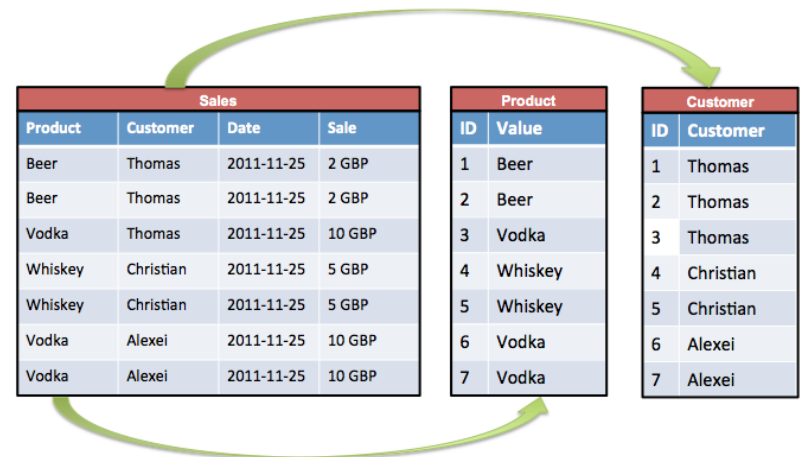 Sales
Product Customer Date Sale
Beer Thomas 2011-11-25 2 GBP
Beer Thomas 2011-11-25 2 GBP
Vodka Thomas 2011-11-25 10 GBP
Whiskey Christian 2011-11-25 5 GBP
Whiskey Christian 2011-11-25 5 GBP
Vodka Alexei 2011-11-25 10 GBP
Vodka Alexei 2011-11-25 10 GBP
Product
ID Value
1 Beer
2 Beer
3 Vodka
4 Whiskey
5 Whiskey
6 Vodka
7 Vodka
Customer
ID Customer
1 Thomas
2 Thomas
3 Thomas
4 Christian
5 Christian
6 Alexei
7 Alexei